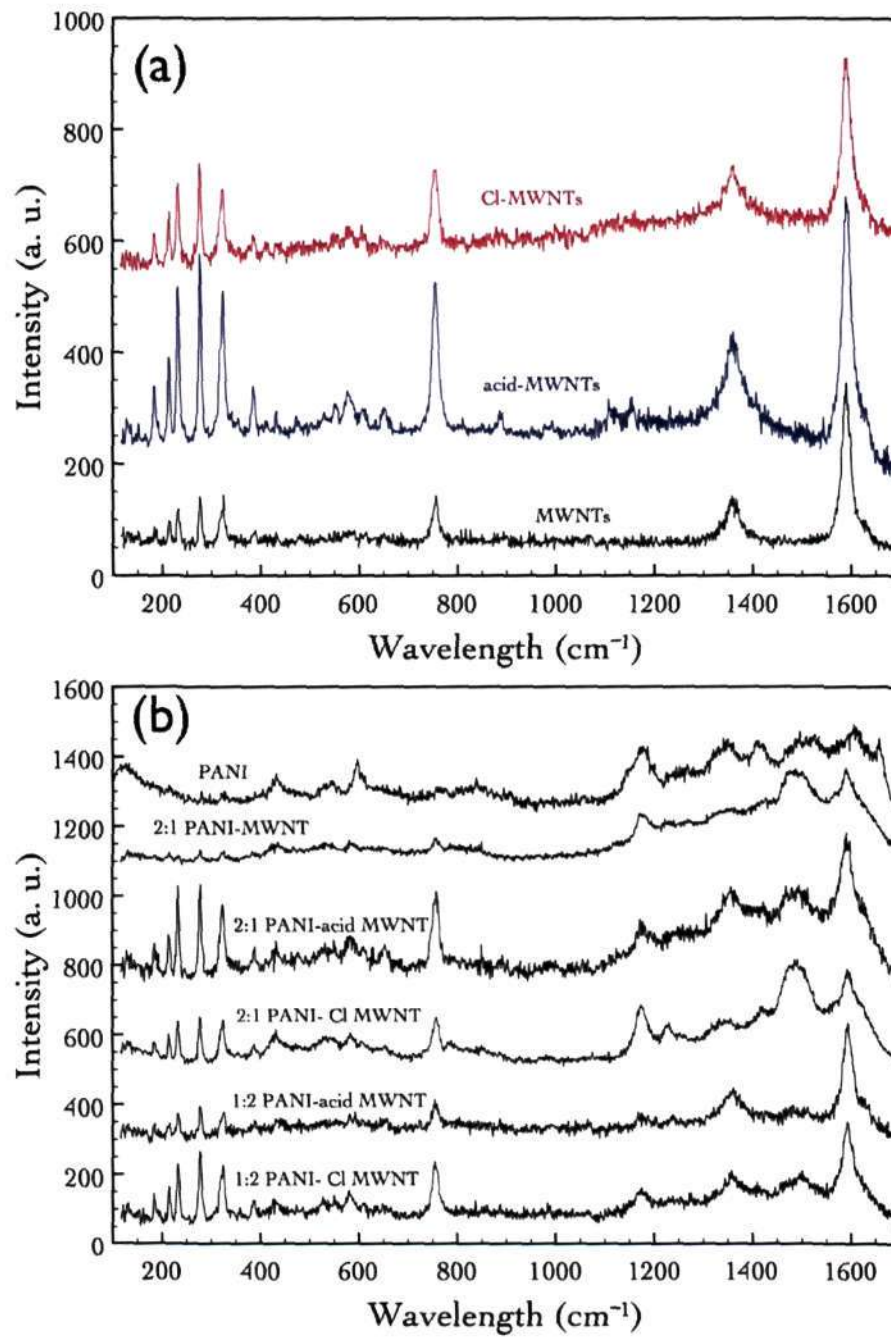 (a)
1000
800
600
400
200
0
Intensity (a. u.)
Cl-MWNTs
acid-MWNTs
MWNTs
200 400 600 800 1000 1200 1400 1600
Wavelength (cm⁻¹)
(b)
1600
1400
1200
1000
800
600
400
200
0
Intensity (a. u.)
PANI
2:1 PANI-MWNT
2:1 PANI-acid MWNT
2:1 PANI- Cl MWNT
1:2 PANI-acid MWNT
1:2 PANI- Cl MWNT
200 400 600 800 1000 1200 1400 1600
Wavelength (cm⁻¹)